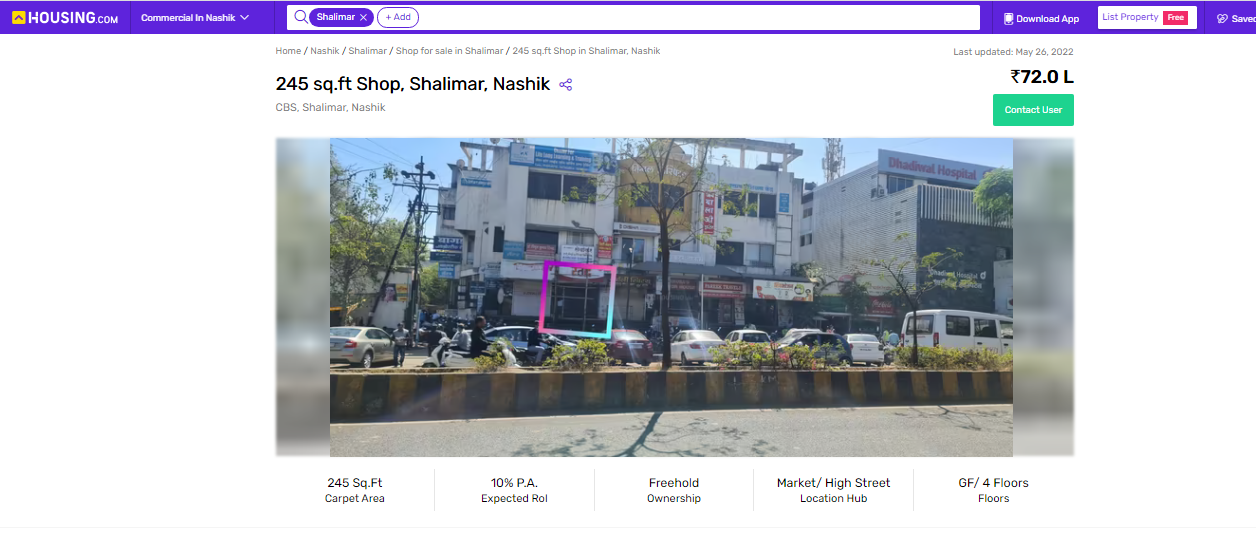 HOUSING.COM
Commercial In Nashik
Shalimar
+ Add
Download App
List Property Free
Saved
Home / Nashik / Shalimar / Shop for sale in Shalimar / 245 sq.ft Shop in Shalimar, Nashik
Last updated: May 26, 2022
245 sq.ft Shop, Shalimar, Nashik
₹72.0 L
CBS, Shalimar, Nashik
Contact User
Dhadiwal Hospital
Dhadiwal Hospital
245 Sq.Ft
Carpet Area
10% P.A.
Expected RoI
Freehold
Ownership
Market/ High Street
Location Hub
GF/ 4 Floors
Floors